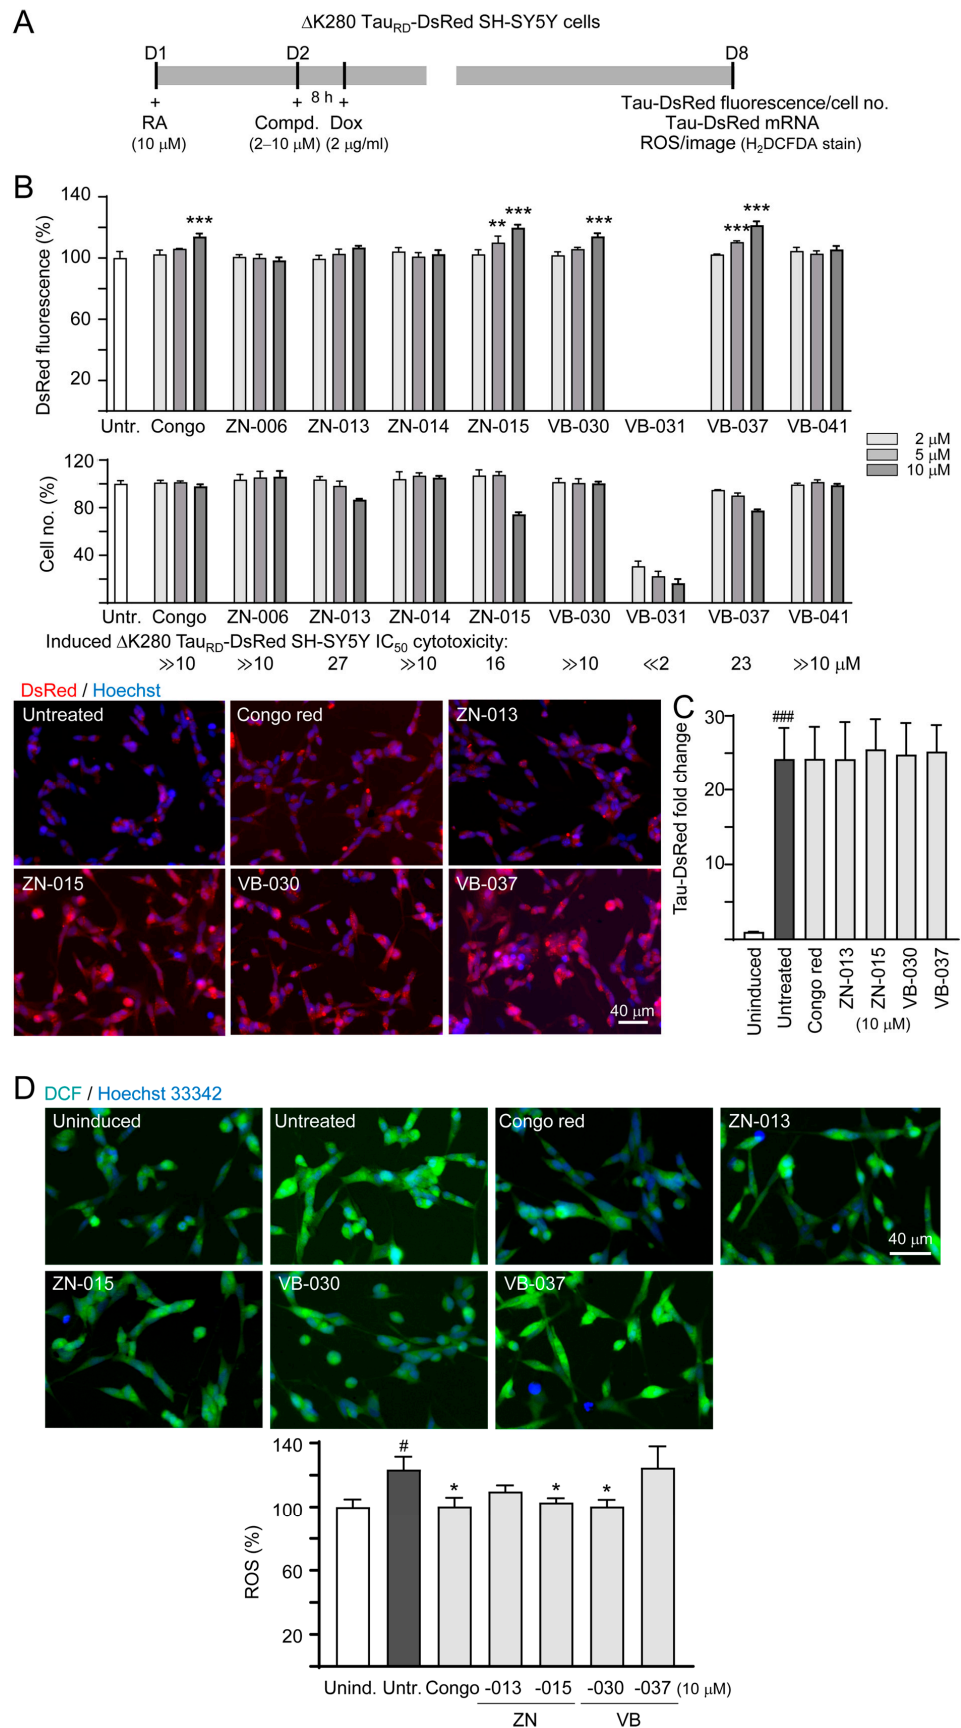 A
ΔK280 TauRD-DsRed SH-SY5Y cells
D1 D2 D8
8 h
+ + +
RA Compd. Dox
(10 μM) (2–10 μM) (2 μg/ml)
Tau-DsRed fluorescence/cell no.
Tau-DsRed mRNA
ROS/image (H2DCFDA stain)
B
DsRed fluorescence (%)
140
100
60
20
*** ** *** *** *** ***
Untr. Congo ZN-006 ZN-013 ZN-014 ZN-015 VB-030 VB-031 VB-037 VB-041
2 μM
5 μM
10 μM
Cell no. (%)
120
80
40
Untr. Congo ZN-006 ZN-013 ZN-014 ZN-015 VB-030 VB-031 VB-037 VB-041
Induced ΔK280 TauRD-DsRed SH-SY5Y IC50 cytotoxicity:
≫10 ≫10 27 ≫10 16 ≫10 ≪2 23 ≫10 μM
DsRed / Hoechst
Untreated Congo red ZN-013
ZN-015 VB-030 VB-037
40 μm
C
Tau-DsRed fold change
30
20
10
###
Uninduced
Untreated
Congo red
ZN-013
ZN-015
VB-030
VB-037
(10 μM)
D
DCF / Hoechst 33342
Uninduced Untreated Congo red ZN-013
40 μm
ZN-015 VB-030 VB-037
ROS (%)
140
100
60
20
# * * *
Unind. Untr. Congo -013 -015 -030 -037 (10 μM)
ZN VB